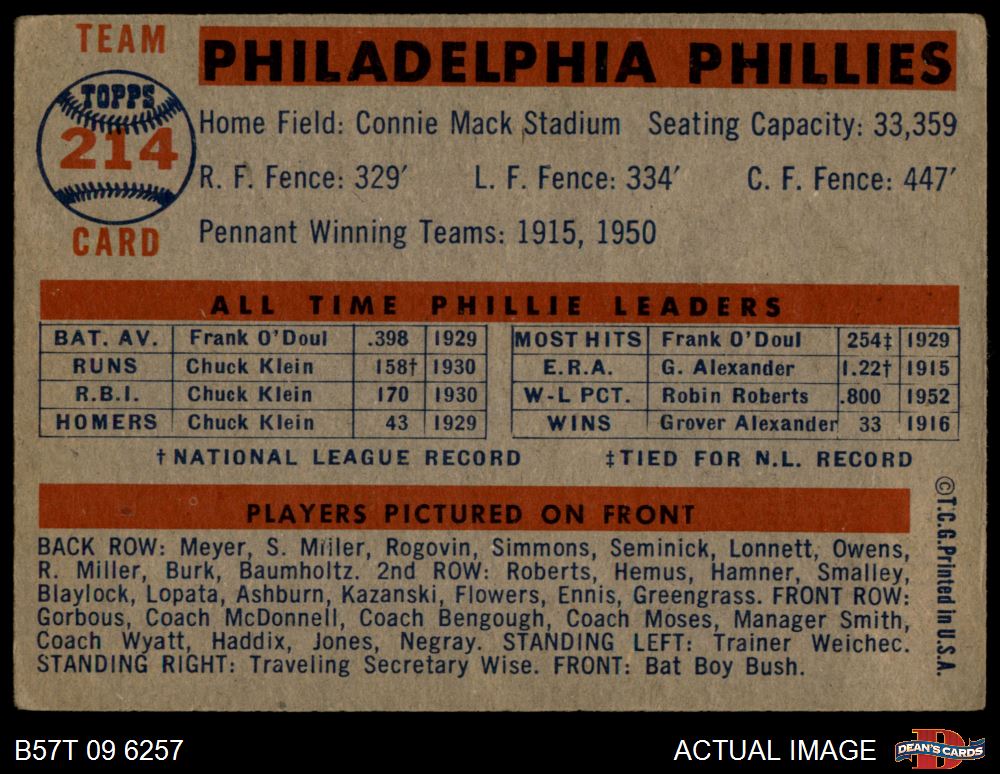 TEAM
TOPPS
214
CARD
PHILADELPHIA PHILLIES
Home Field: Connie Mack Stadium Seating Capacity: 33,359
R. F. Fence: 329′ L. F. Fence: 334′ C. F. Fence: 447′
Pennant Winning Teams: 1915, 1950
ALL TIME PHILLIE LEADERS
BAT. AV. Frank O'Doul .398 1929 MOST HITS Frank O'Doul 254‡ 1929
RUNS Chuck Klein 158† 1930 E.R.A. G. Alexander 1.22† 1915
R.B.I. Chuck Klein 170 1930 W-L PCT. Robin Roberts .800 1952
HOMERS Chuck Klein 43 1929 WINS Grover Alexander 33 1916
†NATIONAL LEAGUE RECORD ‡TIED FOR N.L. RECORD
PLAYERS PICTURED ON FRONT
BACK ROW: Meyer, S. Miller, Rogovin, Simmons, Seminick, Lonnett, Owens,
R. Miller, Burk, Baumholtz. 2nd ROW: Roberts, Hemus, Hamner, Smalley,
Blaylock, Lopata, Ashburn, Kazanski, Flowers, Ennis, Greengrass. FRONT ROW:
Gorbous, Coach McDonnell, Coach Bengough, Coach Moses, Manager Smith,
Coach Wyatt, Haddix, Jones, Negray. STANDING LEFT: Trainer Weichec.
STANDING RIGHT: Traveling Secretary Wise. FRONT: Bat Boy Bush.
©T.C.G. Printed in U.S.A.
B57T 09 6257 ACTUAL IMAGE
D
DEAN'S CARDS